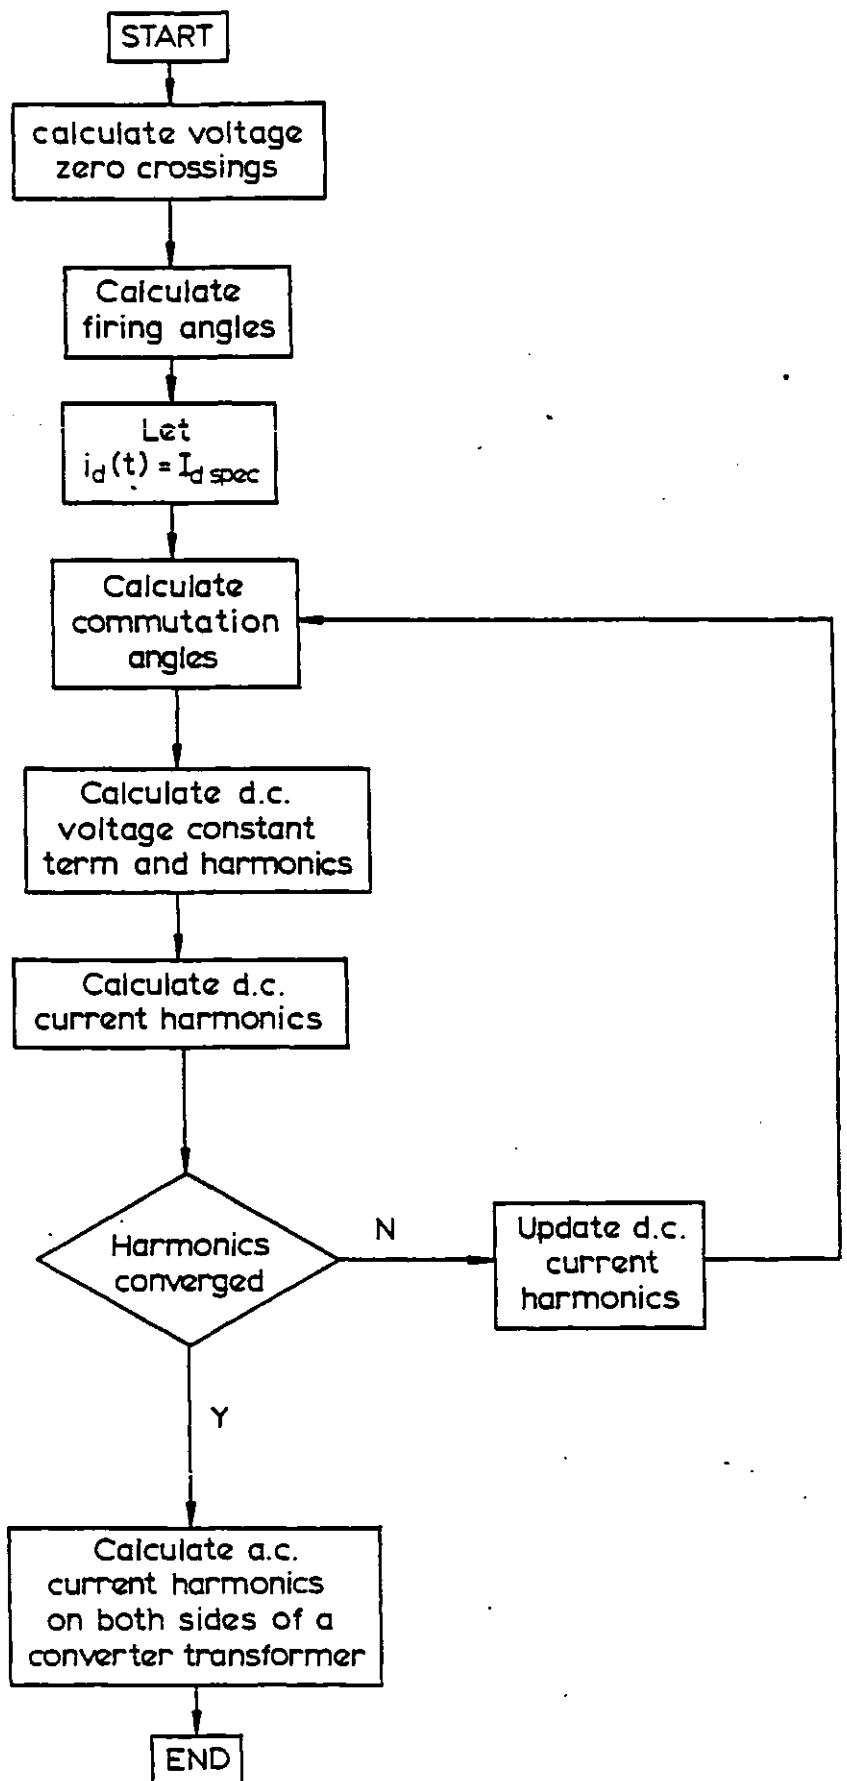 START
calculate voltage
zero crossings
Calculate
firing angles
Let
i_d(t) = I_d spec
Calculate
commutation
angles
Calculate d.c.
voltage constant
term and harmonics
Calculate d.c.
current harmonics
Harmonics
converged
N
Update d.c.
current
harmonics
Y
Calculate a.c.
current harmonics
on both sides of a
converter transformer
END